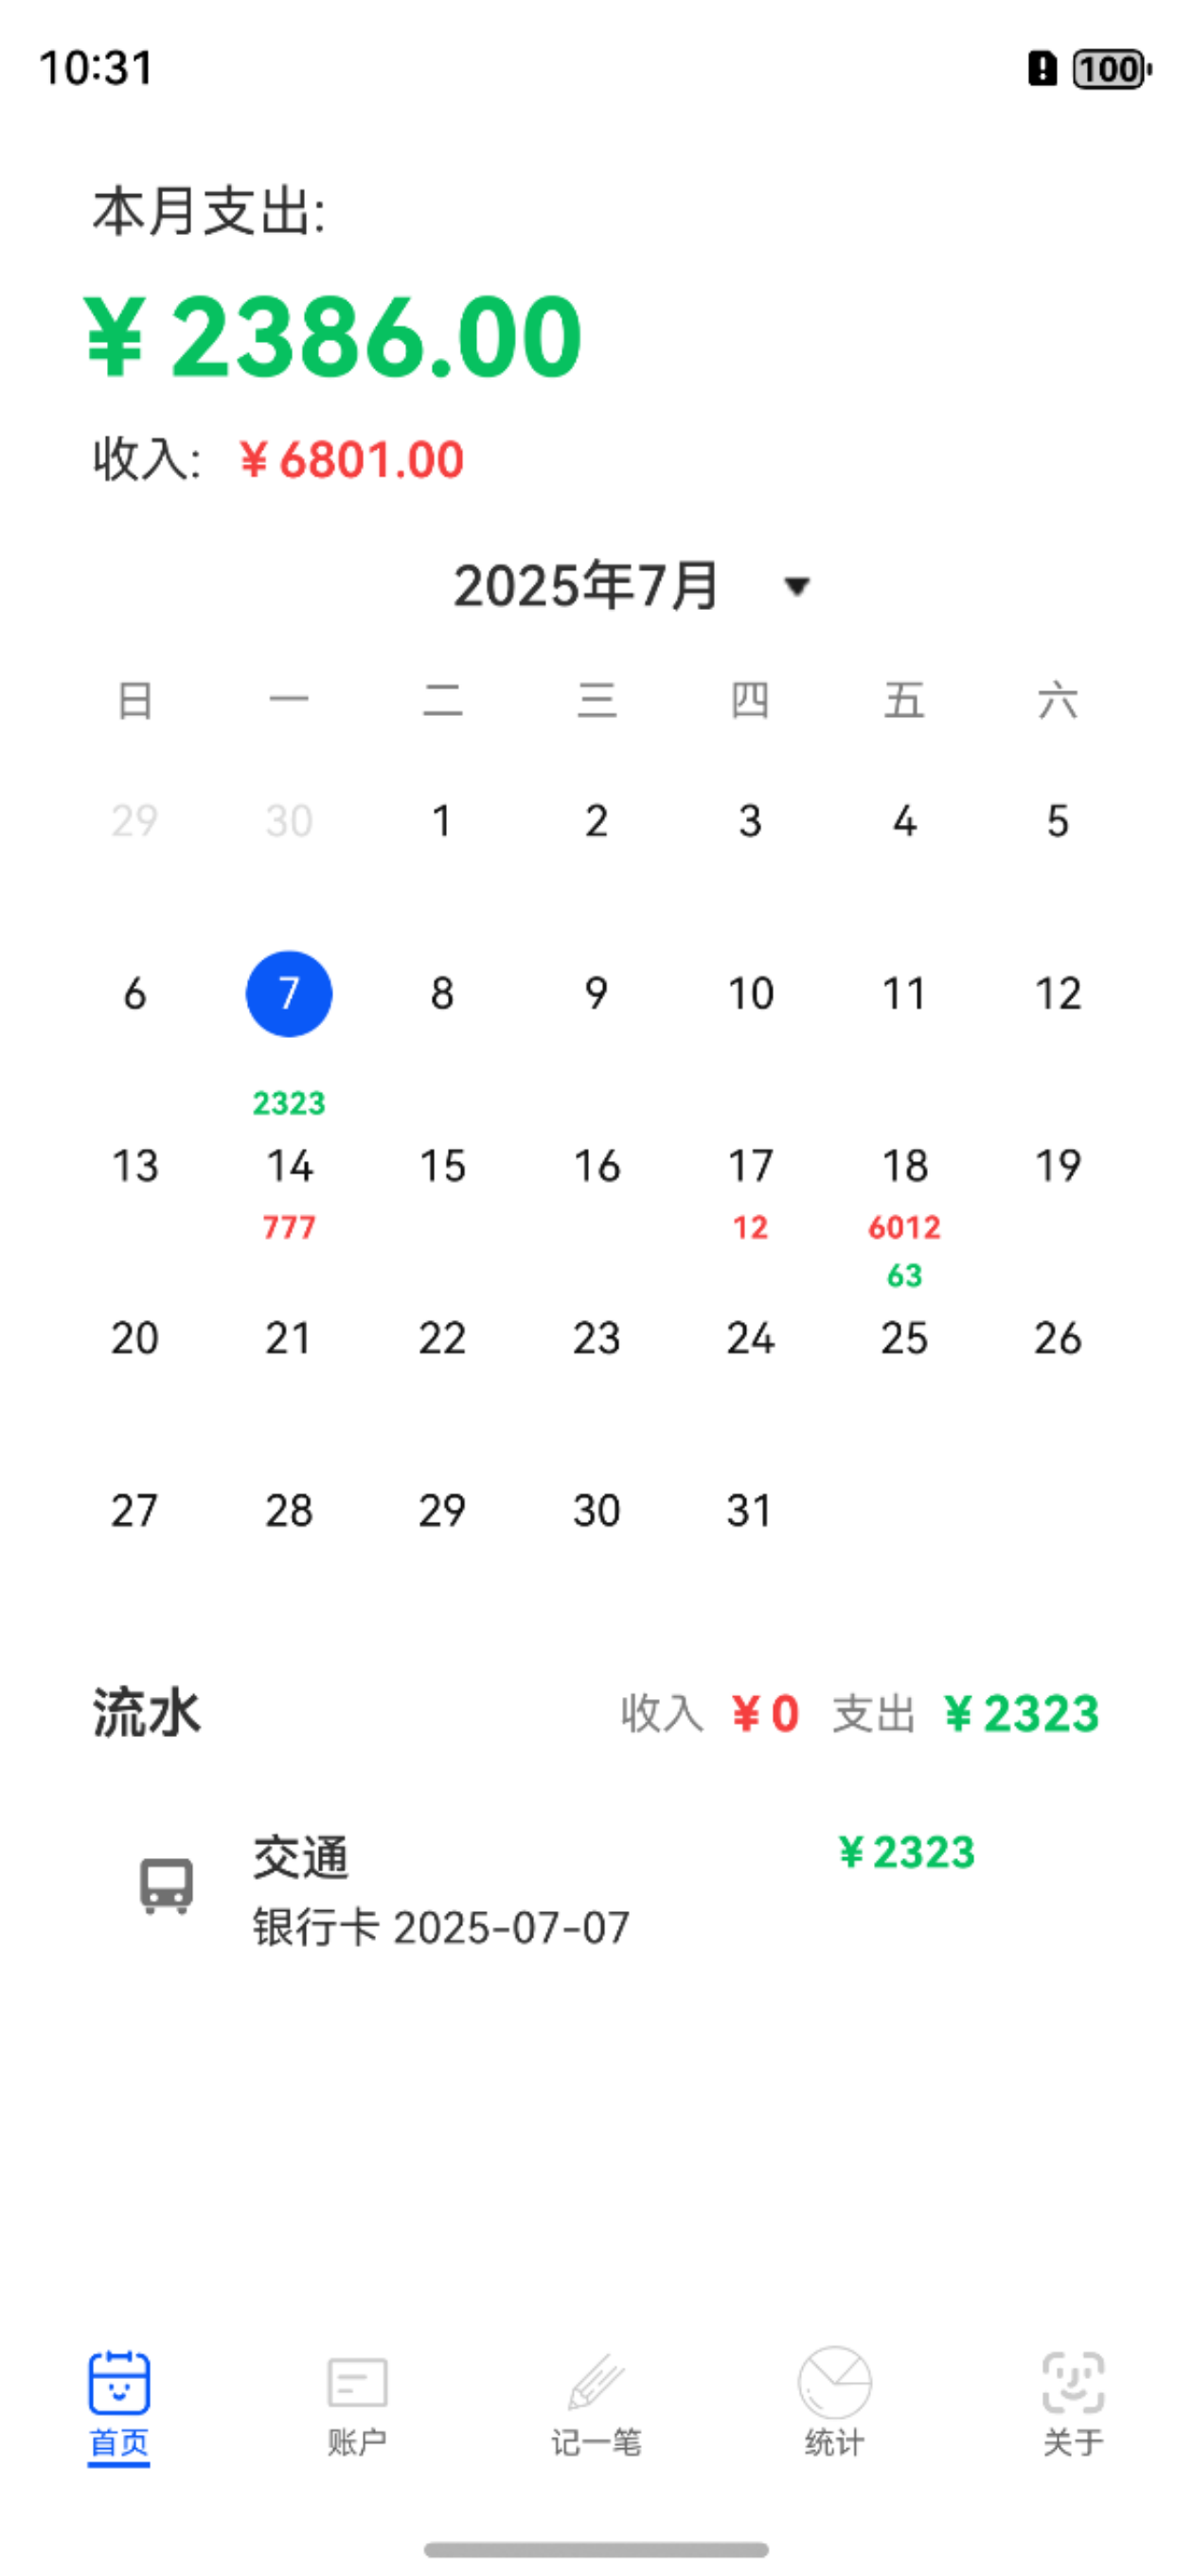 10:31 100
本月支出:
¥ 2386.00
收入: ¥ 6801.00
2025年7月
日 一 二 三 四 五 六
29 30 1 2 3 4 5
6 7 8 9 10 11 12
2323
13 14 15 16 17 18 19
777 12 6012
63
20 21 22 23 24 25 26
27 28 29 30 31
流水 收入 ¥ 0 支出 ¥ 2323
交通 ¥ 2323
银行卡 2025-07-07
首页 账户 记一笔 统计 关于